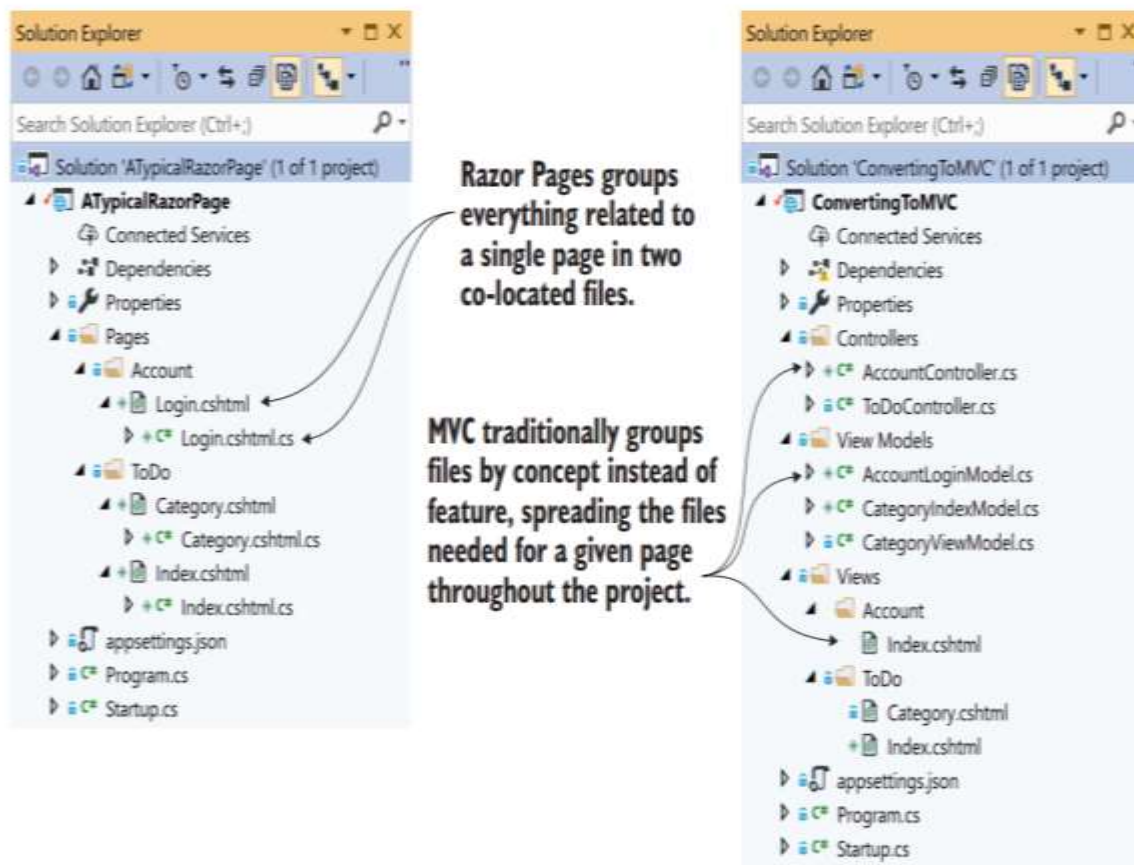 Solution Explorer
Search Solution Explorer (Ctrl+;)
Solution 'ATypicalRazorPage' (1 of 1 project)
ATypicalRazorPage
Connected Services
Dependencies
Properties
Pages
Account
Login.cshtml
C# Login.cshtml.cs
ToDo
Category.cshtml
C# Category.cshtml.cs
Index.cshtml
C# Index.cshtml.cs
appsettings.json
C# Program.cs
C# Startup.cs
Razor Pages groups
everything related to
a single page in two
co-located files.
MVC traditionally groups
files by concept instead of
feature, spreading the files
needed for a given page
throughout the project.
Solution Explorer
Search Solution Explorer (Ctrl+;)
Solution 'ConvertingToMVC' (1 of 1 project)
ConvertingToMVC
Connected Services
Dependencies
Properties
Controllers
C# AccountController.cs
C# ToDoController.cs
View Models
C# AccountLoginModel.cs
C# CategoryIndexModel.cs
C# CategoryViewModel.cs
Views
Account
Index.cshtml
ToDo
Category.cshtml
Index.cshtml
appsettings.json
C# Program.cs
C# Startup.cs